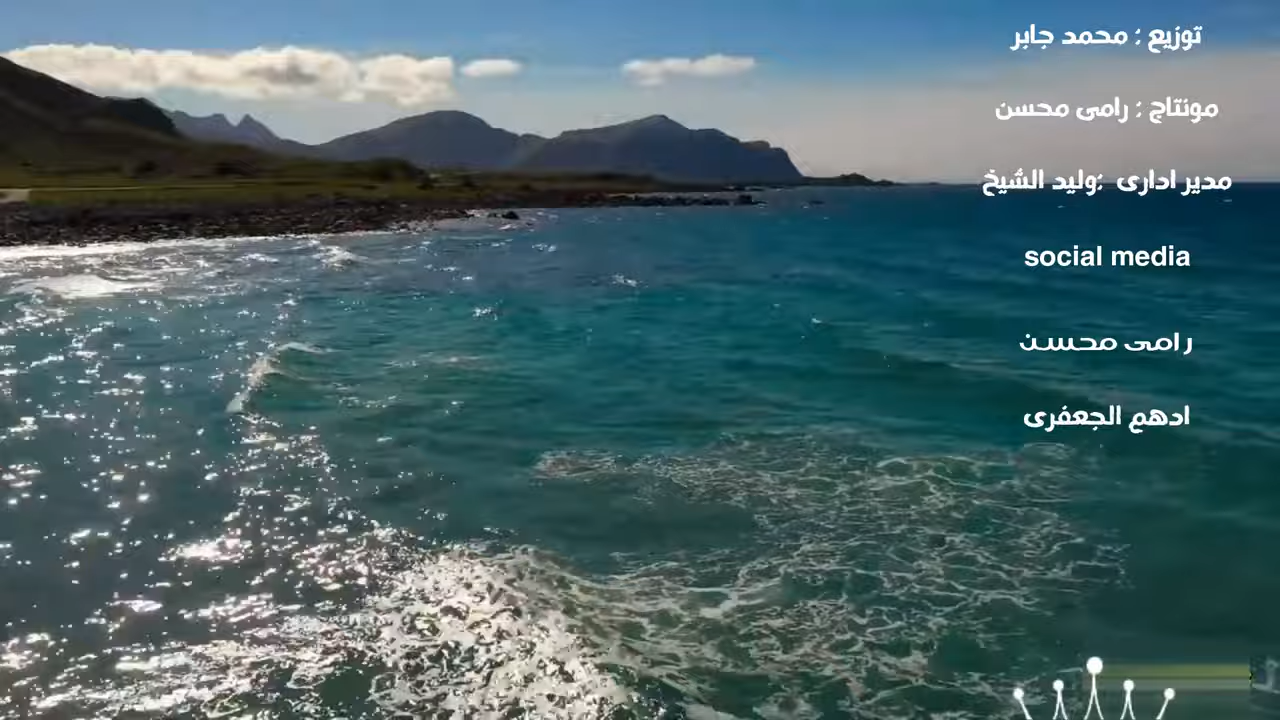 توزيع : محمد جابر
مونتاج : رامى محسن
مدير ادارى :وليد الشيخ
social media
رامى محسن
ادهم الجعفرى